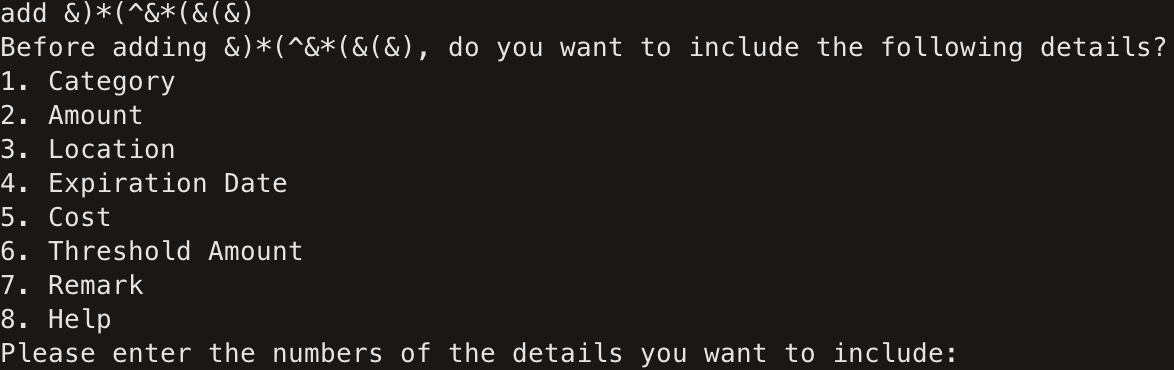 add &)*(^&*(&(&)
Before adding &)*(^&*(&(&), do you want to include the following details?
1. Category
2. Amount
3. Location
4. Expiration Date
5. Cost
6. Threshold Amount
7. Remark
8. Help
Please enter the numbers of the details you want to include: